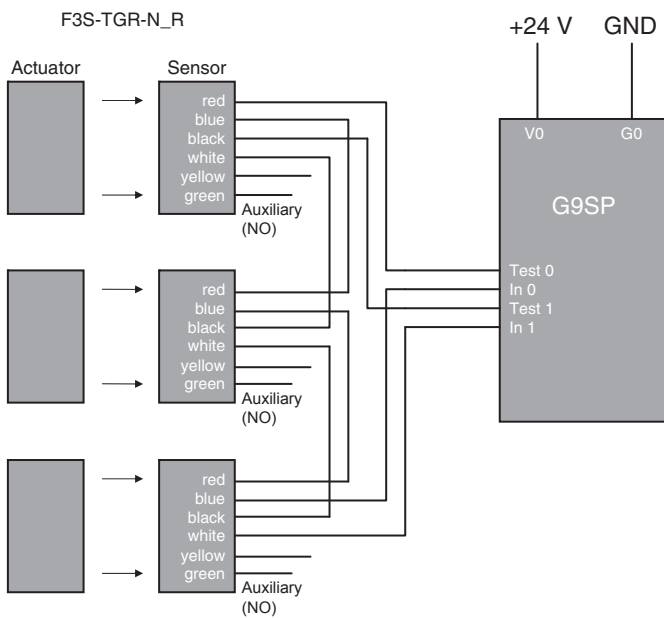 F3S-TGR-N_R
+24 V GND
Actuator Sensor
red
blue
black
white
yellow
green
Auxiliary
(NO)
V0 G0
G9SP
Test 0
In 0
Test 1
In 1
red
blue
black
white
yellow
green
Auxiliary
(NO)
red
blue
black
white
yellow
green
Auxiliary
(NO)